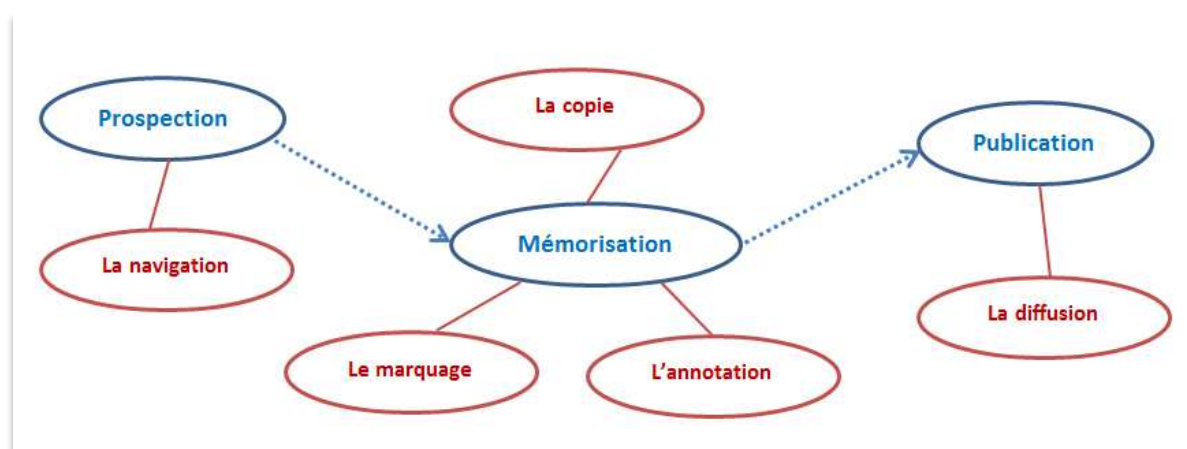 La copie
Prospection
Publication
Mémorisation
La navigation
La diffusion
Le marquage
L'annotation